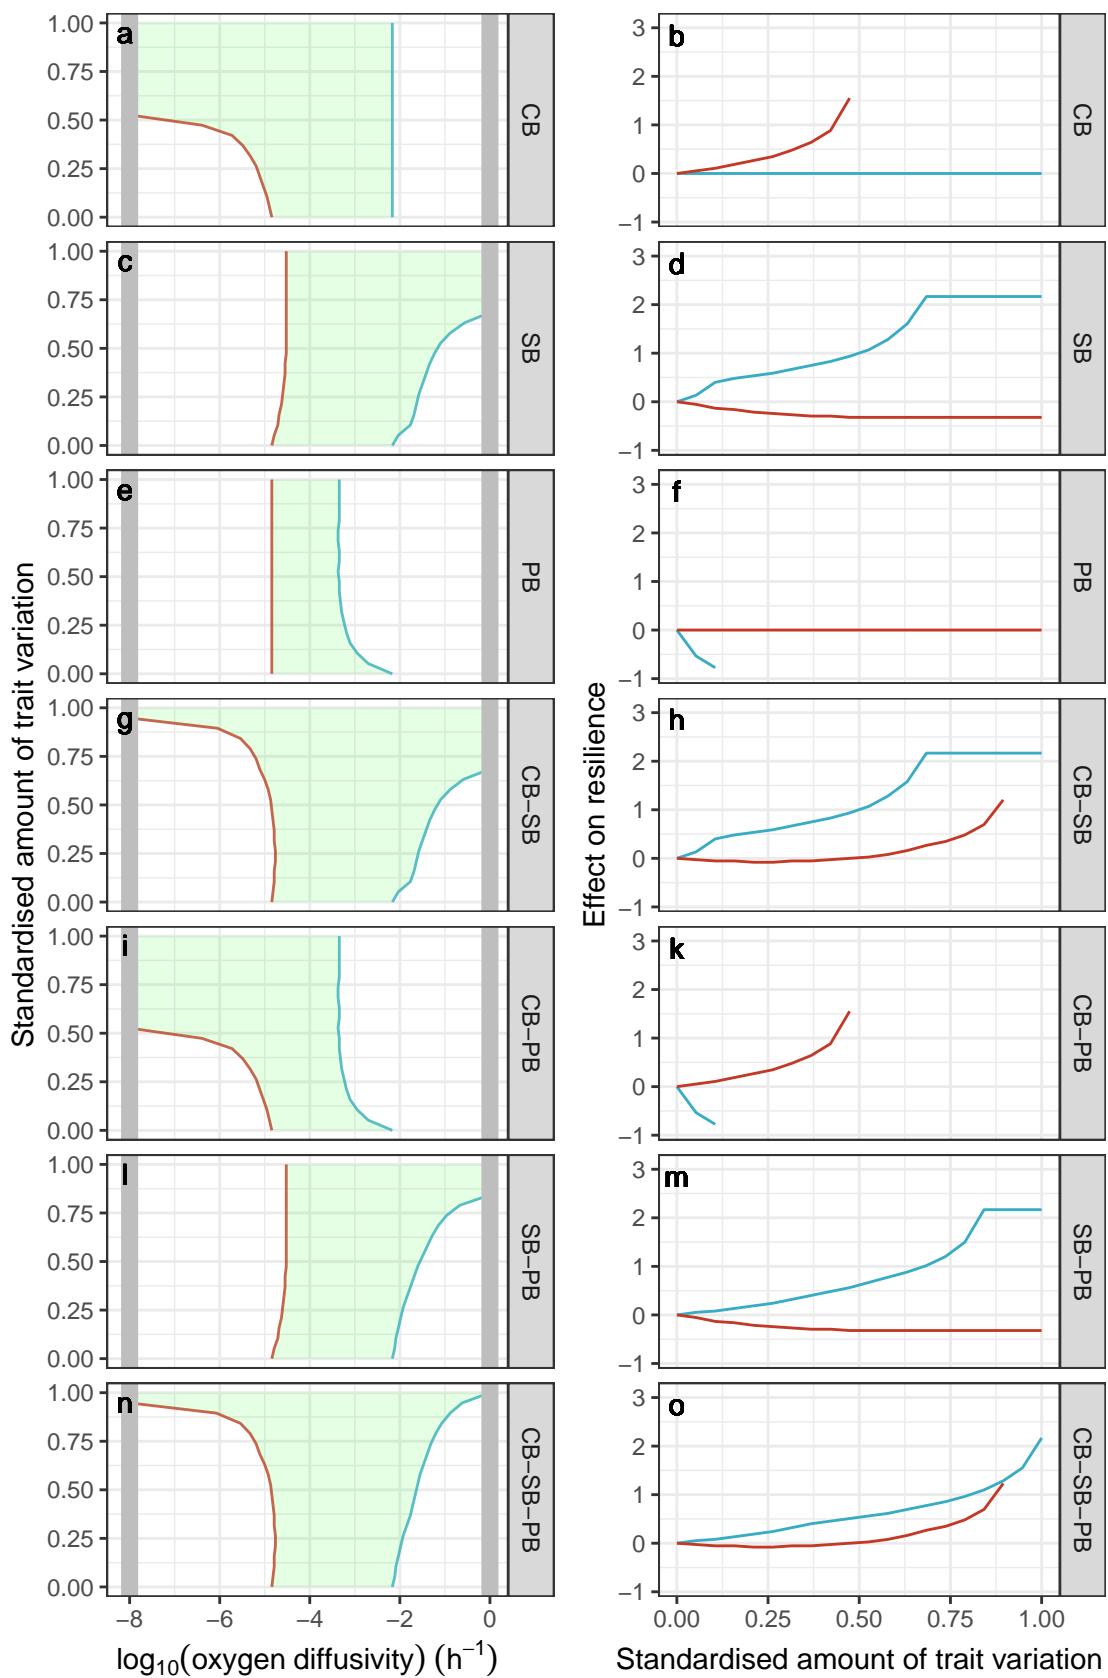 a
1.00
0.75
0.50
0.25
0.00
CB
b
3
2
1
0
−1
CB
c
1.00
0.75
0.50
0.25
0.00
SB
d
3
2
1
0
−1
SB
e
1.00
0.75
0.50
0.25
0.00
PB
f
3
2
1
0
−1
PB
g
1.00
0.75
0.50
0.25
0.00
CB−SB
h
3
2
1
0
−1
CB−SB
i
1.00
0.75
0.50
0.25
0.00
CB−PB
k
3
2
1
0
−1
CB−PB
l
1.00
0.75
0.50
0.25
0.00
SB−PB
m
3
2
1
0
−1
SB−PB
n
1.00
0.75
0.50
0.25
0.00
CB−SB−PB
o
3
2
1
0
−1
CB−SB−PB
−8 −6 −4 −2 0
0.00 0.25 0.50 0.75 1.00
log₁₀(oxygen diffusivity) (h⁻¹)
Standardised amount of trait variation
Standardised amount of trait variation
Effect on resilience